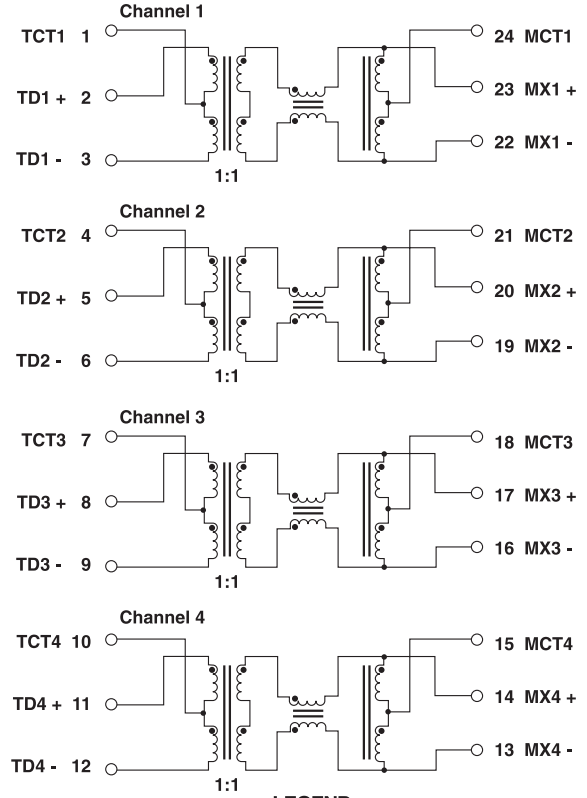 Channel 1
TCT1 1
24 MCT1
TD1 + 2
23 MX1 +
TD1 - 3
22 MX1 -
1:1
Channel 2
TCT2 4
21 MCT2
TD2 + 5
20 MX2 +
TD2 - 6
19 MX2 -
1:1
Channel 3
TCT3 7
18 MCT3
TD3 + 8
17 MX3 +
TD3 - 9
16 MX3 -
1:1
Channel 4
TCT4 10
15 MCT4
TD4 + 11
14 MX4 +
TD4 - 12
13 MX4 -
1:1
LEGEND